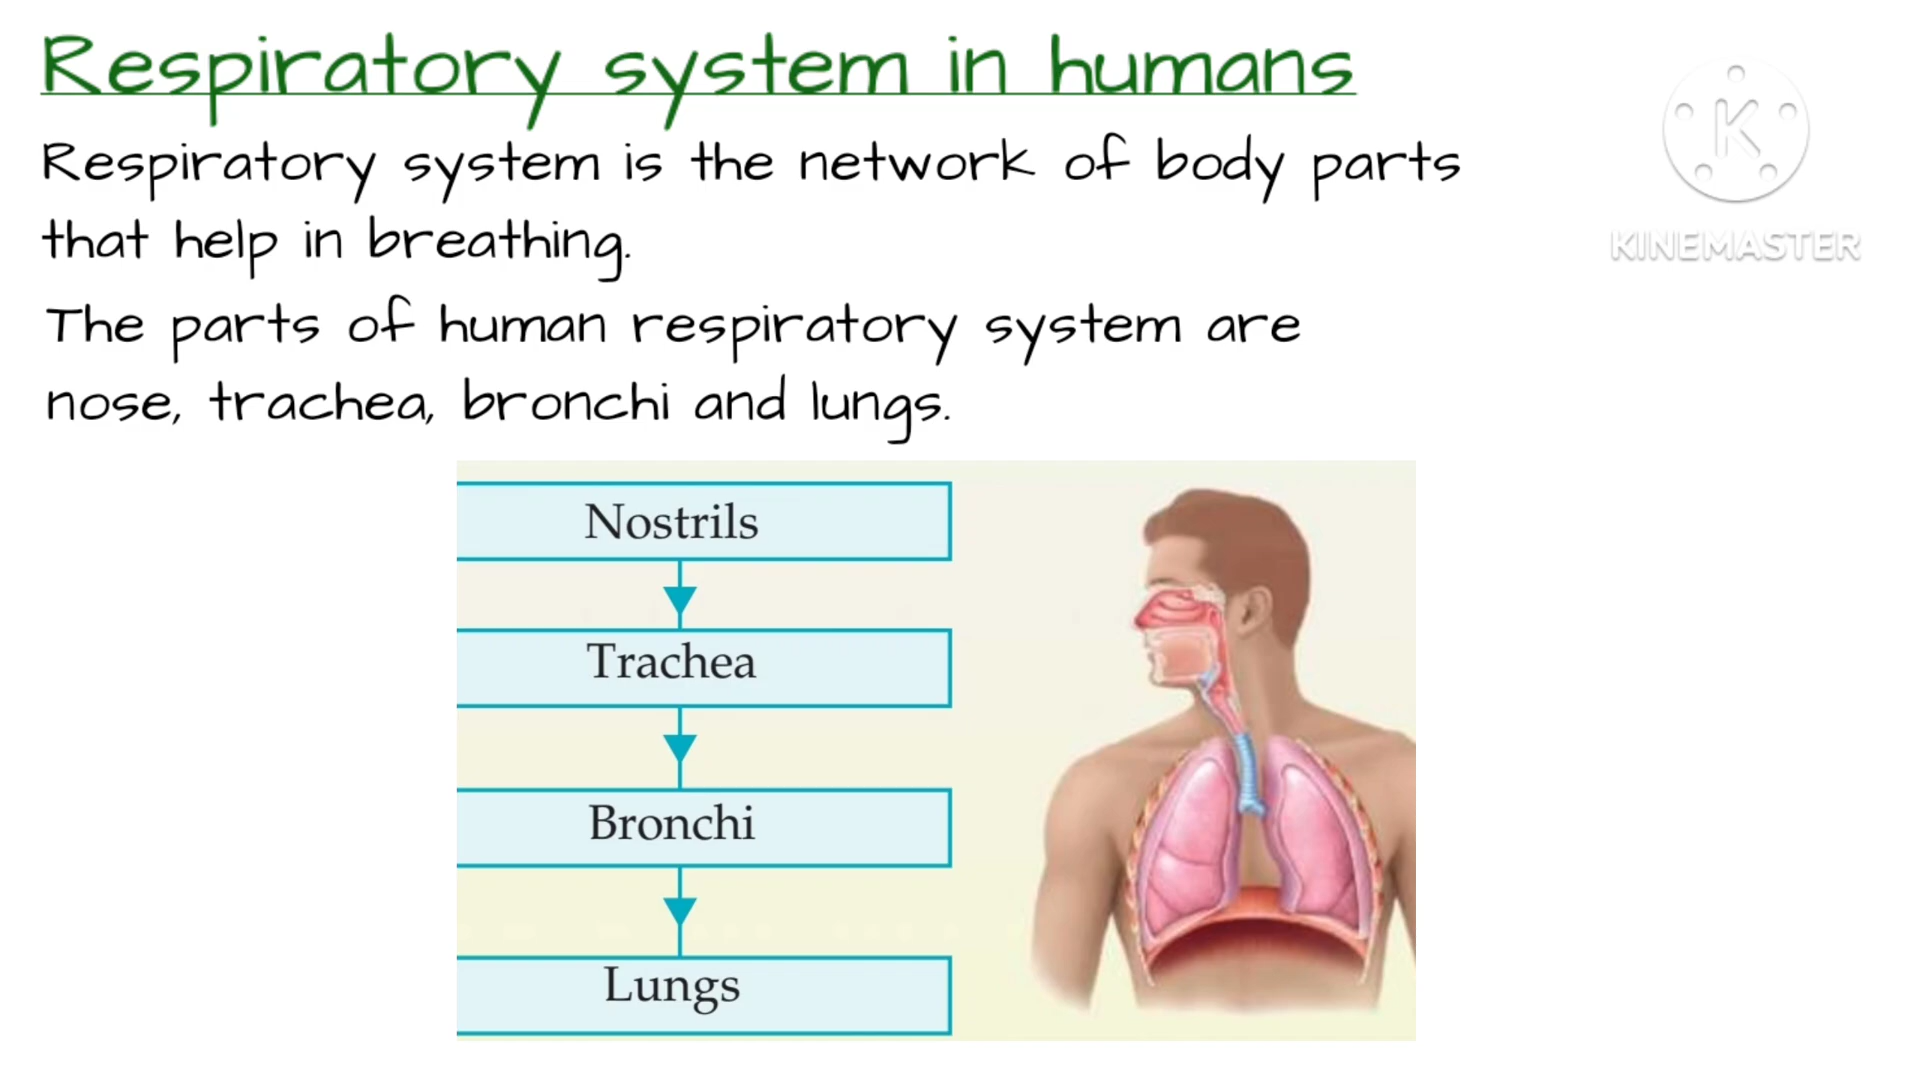 Respiratory system in humans
Respiratory system is the network of body parts
that help in breathing.
The parts of human respiratory system are
nose, trachea, bronchi and lungs.
K
KINEMASTER
Nostrils
Trachea
Bronchi
Lungs